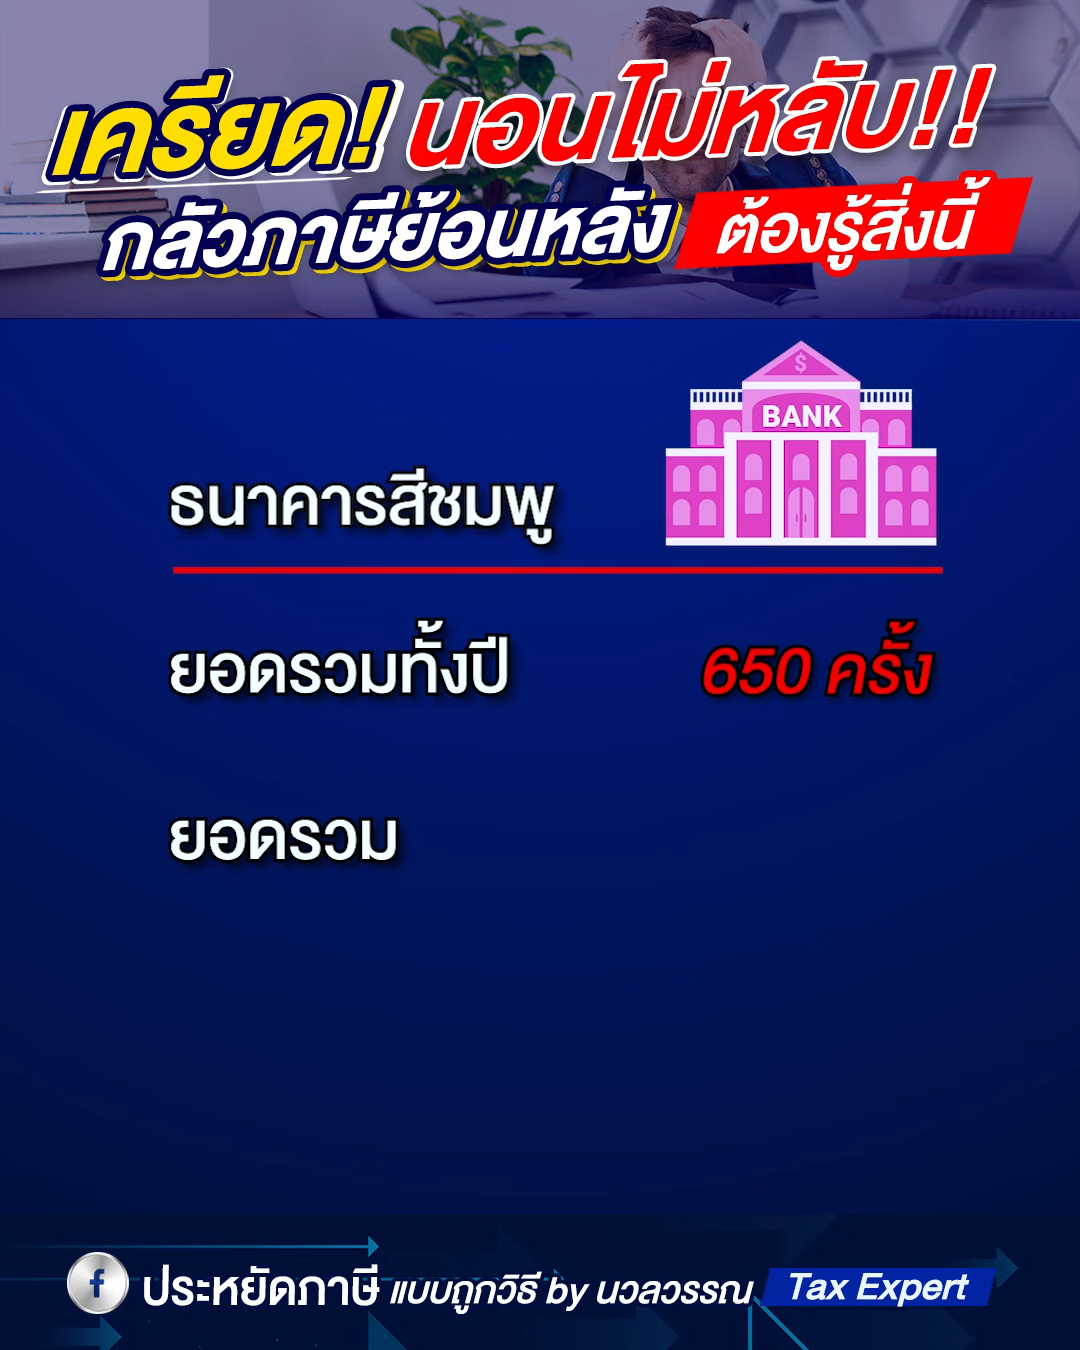 เครียด! นอนไม่หลับ!!
กลัวภาษีย้อนหลัง ต้องรู้สิ่งนี้
$
BANK
ธนาคารสีชมพู
ยอดรวมทั้งปี 650 ครั้ง
ยอดรวม
f ประหยัดภาษี แบบถูกวิธี by นวลวรรณ Tax Expert